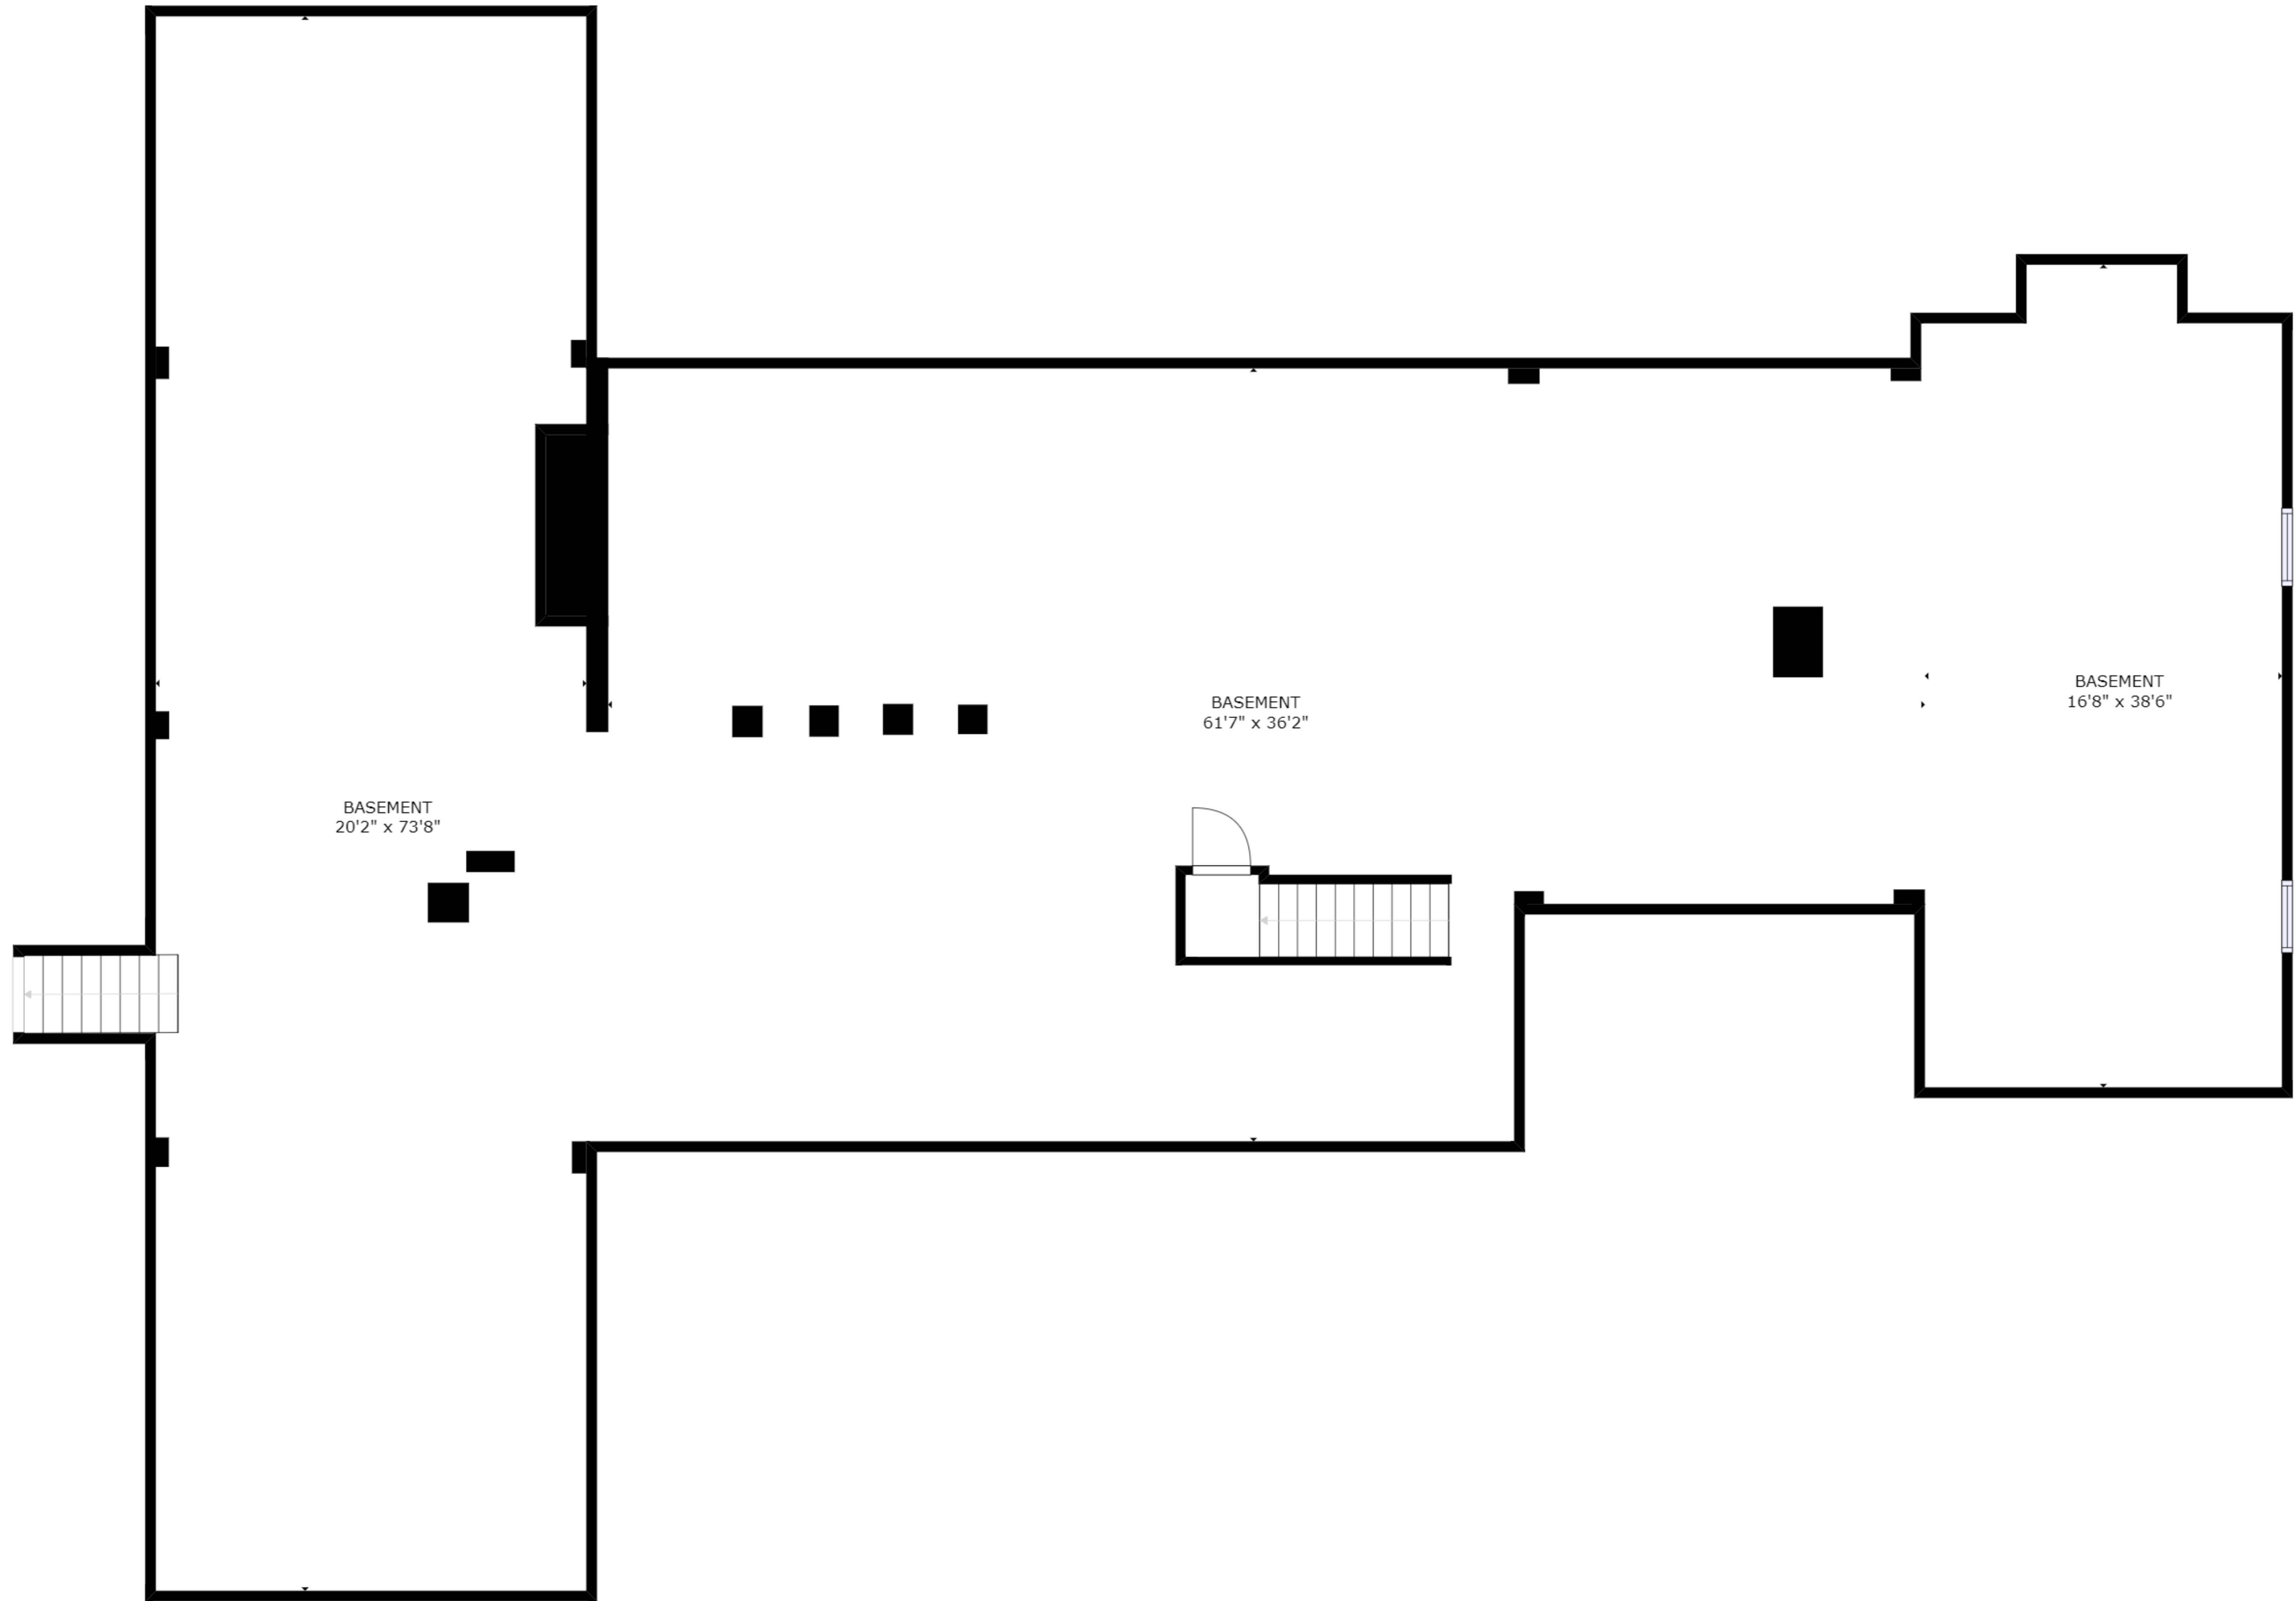 BASEMENT
16'8" x 38'6"
BASEMENT
61'7" x 36'2"
BASEMENT
20'2" x 73'8"